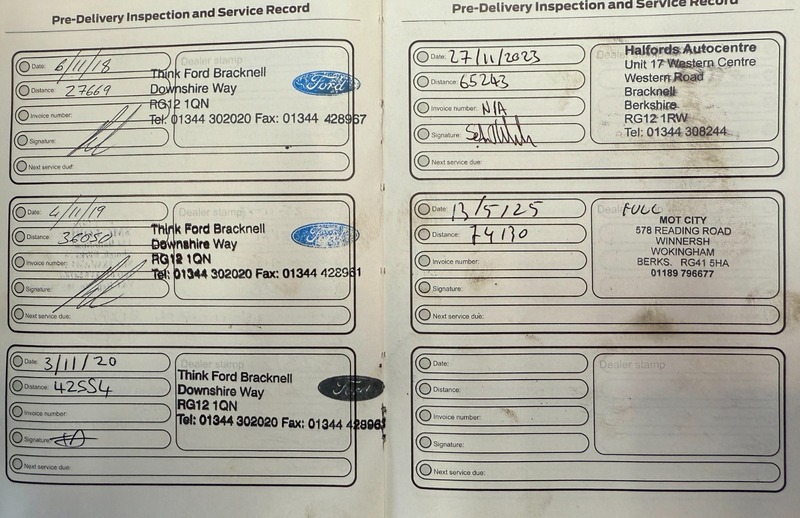 Pre-Delivery Inspection and Service Record
Date: 6/11/18
Distance: 27669
Invoice number:
Signature:
Next service due:
Dealer stamp
Think Ford Bracknell
Downshire Way
RG12 1QN
Tel: 01344 302020 Fax: 01344 428967
Ford
Date: 4/11/19
Distance: 36050
Invoice number:
Signature:
Next service due:
Dealer stamp
Think Ford Bracknell
Downshire Way
RG12 1QN
Tel: 01344 302020 Fax: 01344 428961
Ford
Date: 3/11/20
Distance: 42554
Invoice number:
Signature:
Next service due:
Dealer stamp
Think Ford Bracknell
Downshire Way
RG12 1QN
Tel: 01344 302020 Fax: 01344 42896
Ford
Pre-Delivery Inspection and Service Record
Date: 27/11/2023
Distance: 65243
Invoice number: N/A
Signature:
Next service due:
Halfords Autocentre
Unit 17 Western Centre
Western Road
Bracknell
Berkshire
RG12 1RW
Tel: 01344 308244
Date: 13/5/25
Distance: 74130
Invoice number:
Signature:
Next service due:
FULL
MOT CITY
578 READING ROAD
WINNERSH
WOKINGHAM
BERKS. RG41 5HA
01189 796677
Date:
Distance:
Invoice number:
Signature:
Next service due:
Dealer stamp